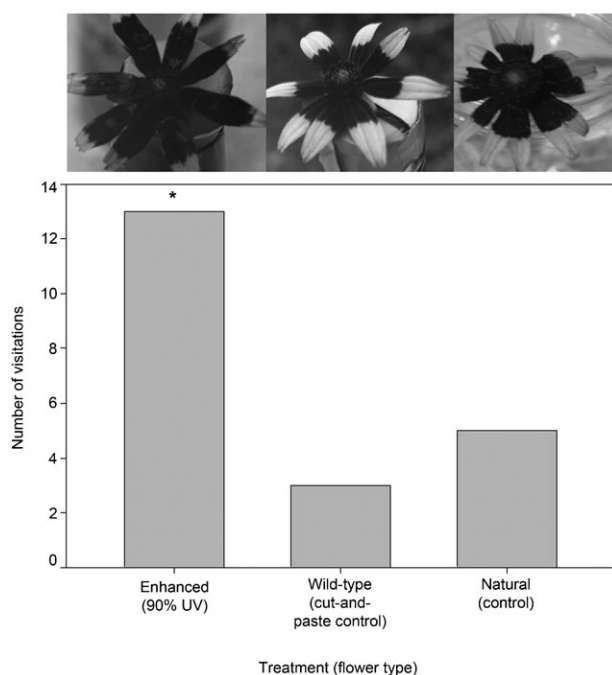 14
*
12
10
8
6
4
2
0
Number of visitations
Enhanced
(90% UV)
Wild-type
(cut-and-
paste control)
Natural
(control)
Treatment (flower type)